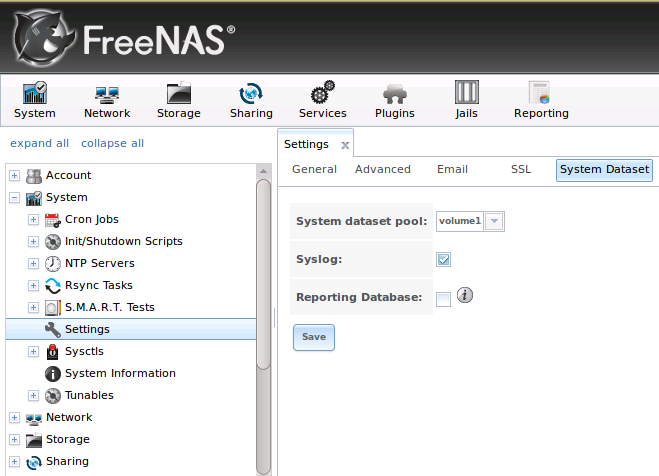 FreeNAS®
System Network Storage Sharing Services Plugins Jails Reporting
expand all collapse all
Settings x
General Advanced Email SSL System Dataset
Account
System
Cron Jobs
Init/Shutdown Scripts
NTP Servers
Rsync Tasks
S.M.A.R.T. Tests
Settings
Sysctls
System Information
Tunables
Network
Storage
Sharing
System dataset pool: volume1
Syslog:
Reporting Database: i
Save